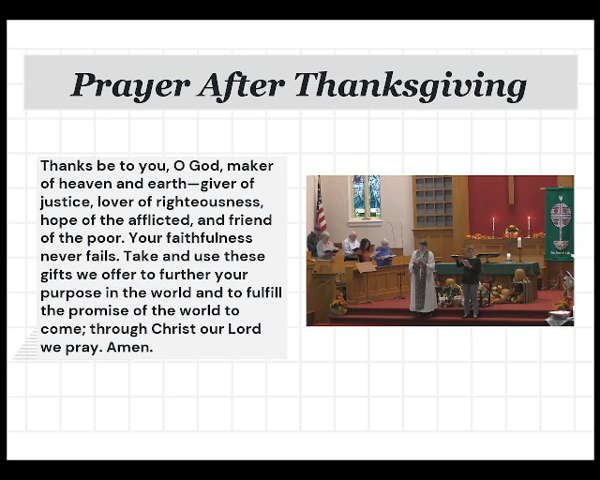 Prayer After Thanksgiving
Thanks be to you, O God, maker
of heaven and earth—giver of
justice, lover of righteousness,
hope of the afflicted, and friend
of the poor. Your faithfulness
never fails. Take and use these
gifts we offer to further your
purpose in the world and to fulfill
the promise of the world to
come; through Christ our Lord
we pray. Amen.